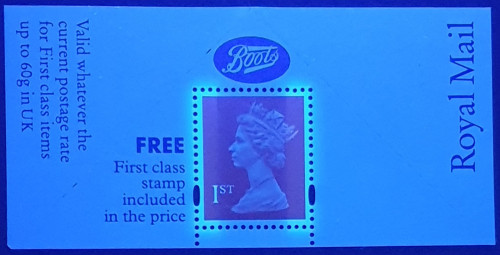 Valid whatever the
current postage rate
for First class items
up to 60g in UK
Boots
FREE
First class
stamp
included
in the price
1ST
Royal Mail